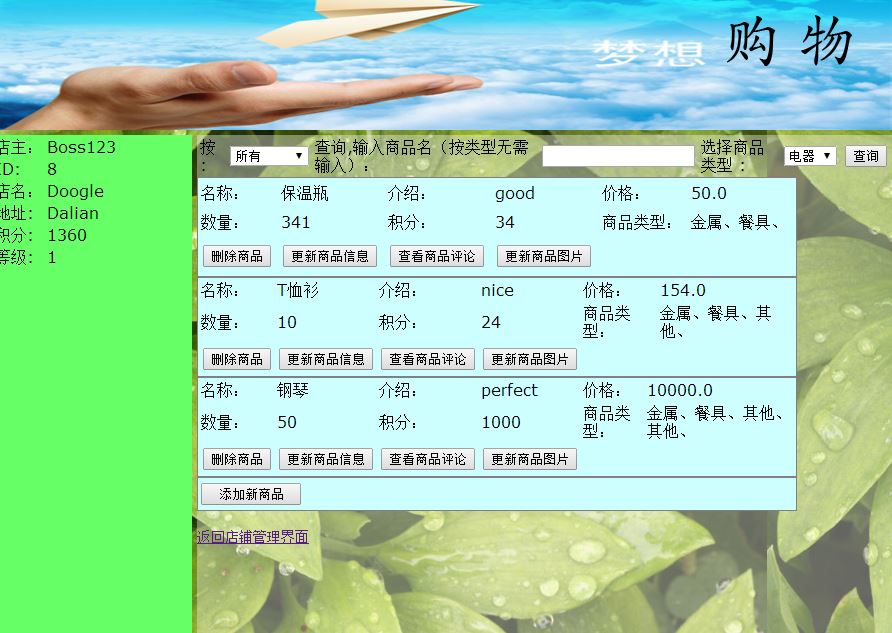 梦想 购物
店主： Boss123
ID： 8
店名： Doogle
地址： Dalian
积分： 1360
等级： 1
按： 所有 查询,输入商品名（按类型无需输入）： 选择商品类型： 电器 查询
名称： 保温瓶 介绍： good 价格： 50.0
数量： 341 积分： 34 商品类型： 金属、餐具、
删除商品 更新商品信息 查看商品评论 更新商品图片
名称： T恤衫 介绍： nice 价格： 154.0
数量： 10 积分： 24 商品类型： 金属、餐具、其他、
删除商品 更新商品信息 查看商品评论 更新商品图片
名称： 钢琴 介绍： perfect 价格： 10000.0
数量： 50 积分： 1000 商品类型： 金属、餐具、其他、其他、
删除商品 更新商品信息 查看商品评论 更新商品图片
添加新商品
返回店铺管理界面